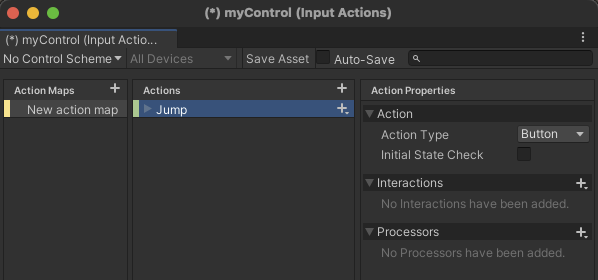 (*) myControl (Input Actions)
(*) myControl (Input Actio...
No Control Scheme All Devices Save Asset Auto-Save
Action Maps Actions Action Properties
New action map Jump Action
Action Type Button
Initial State Check
Interactions
No Interactions have been added.
Processors
No Processors have been added.